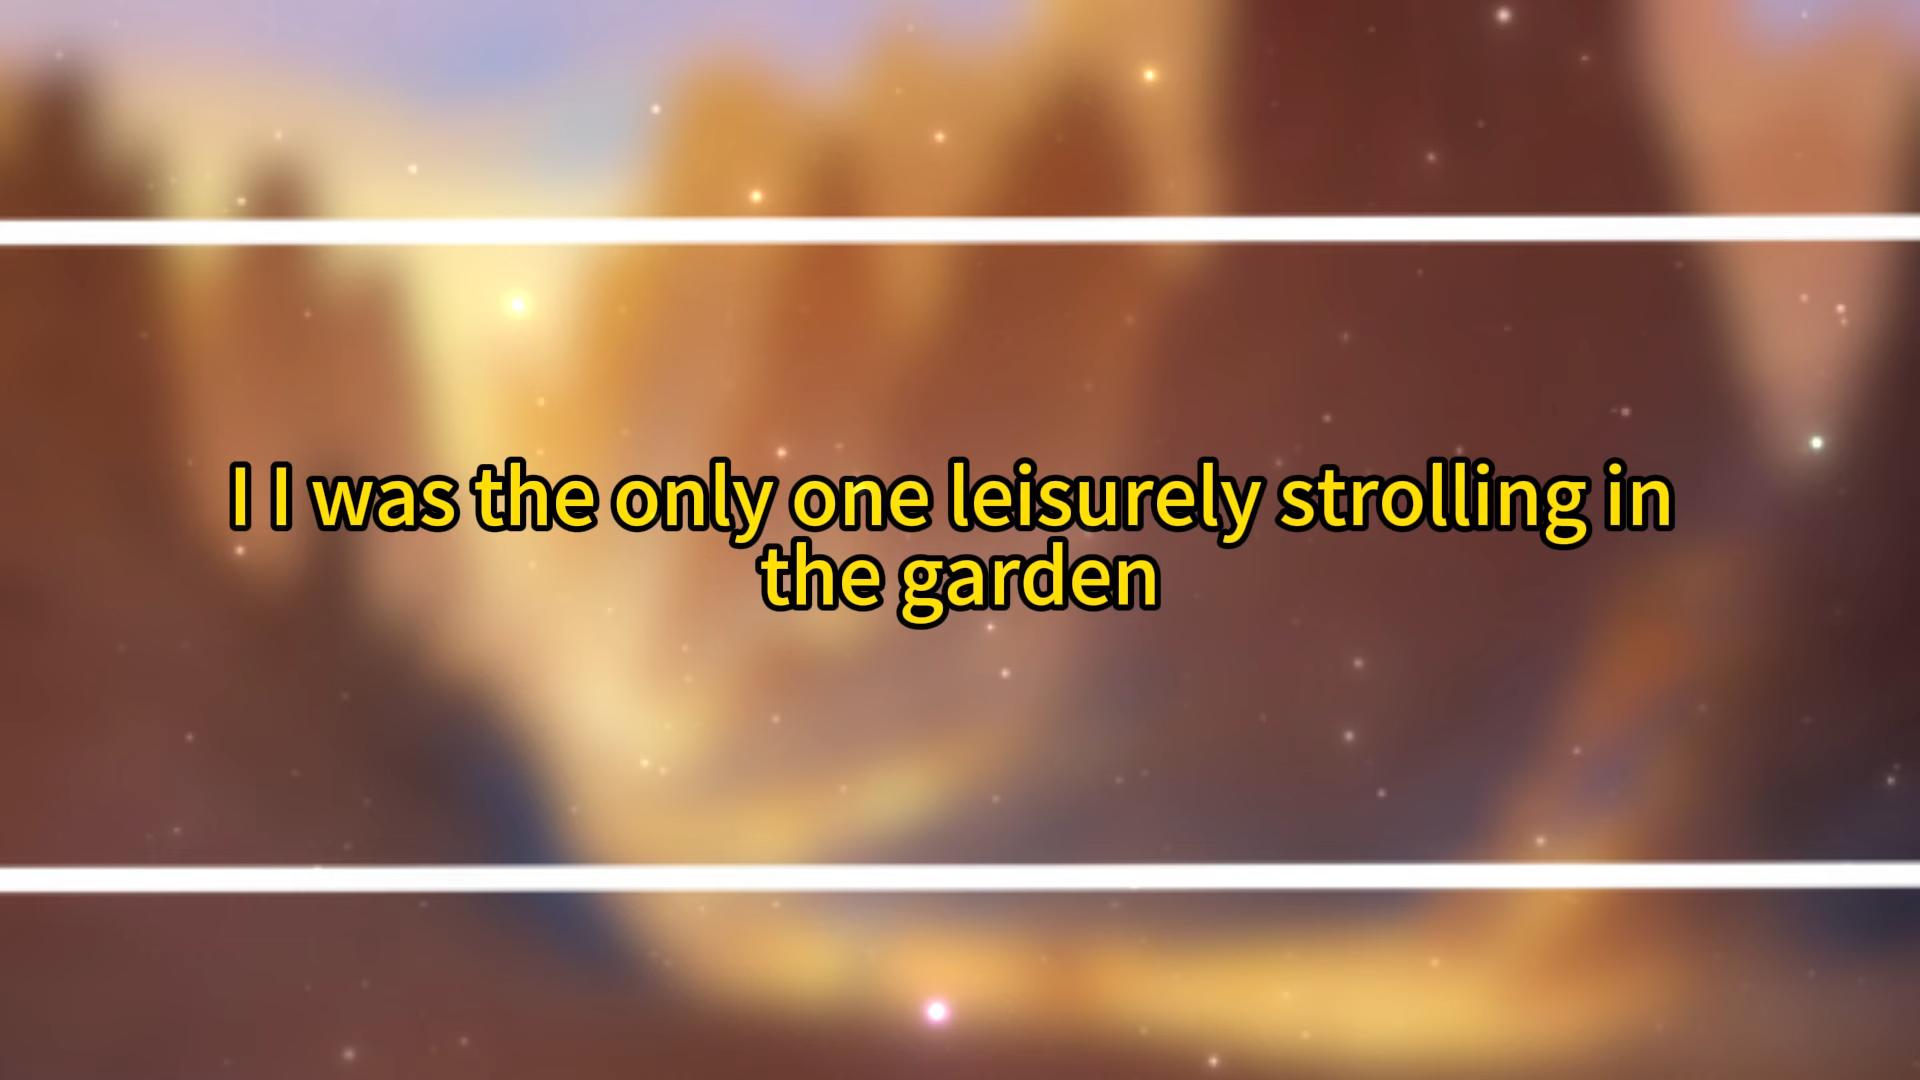 I I was the only one leisurely strolling in
the garden